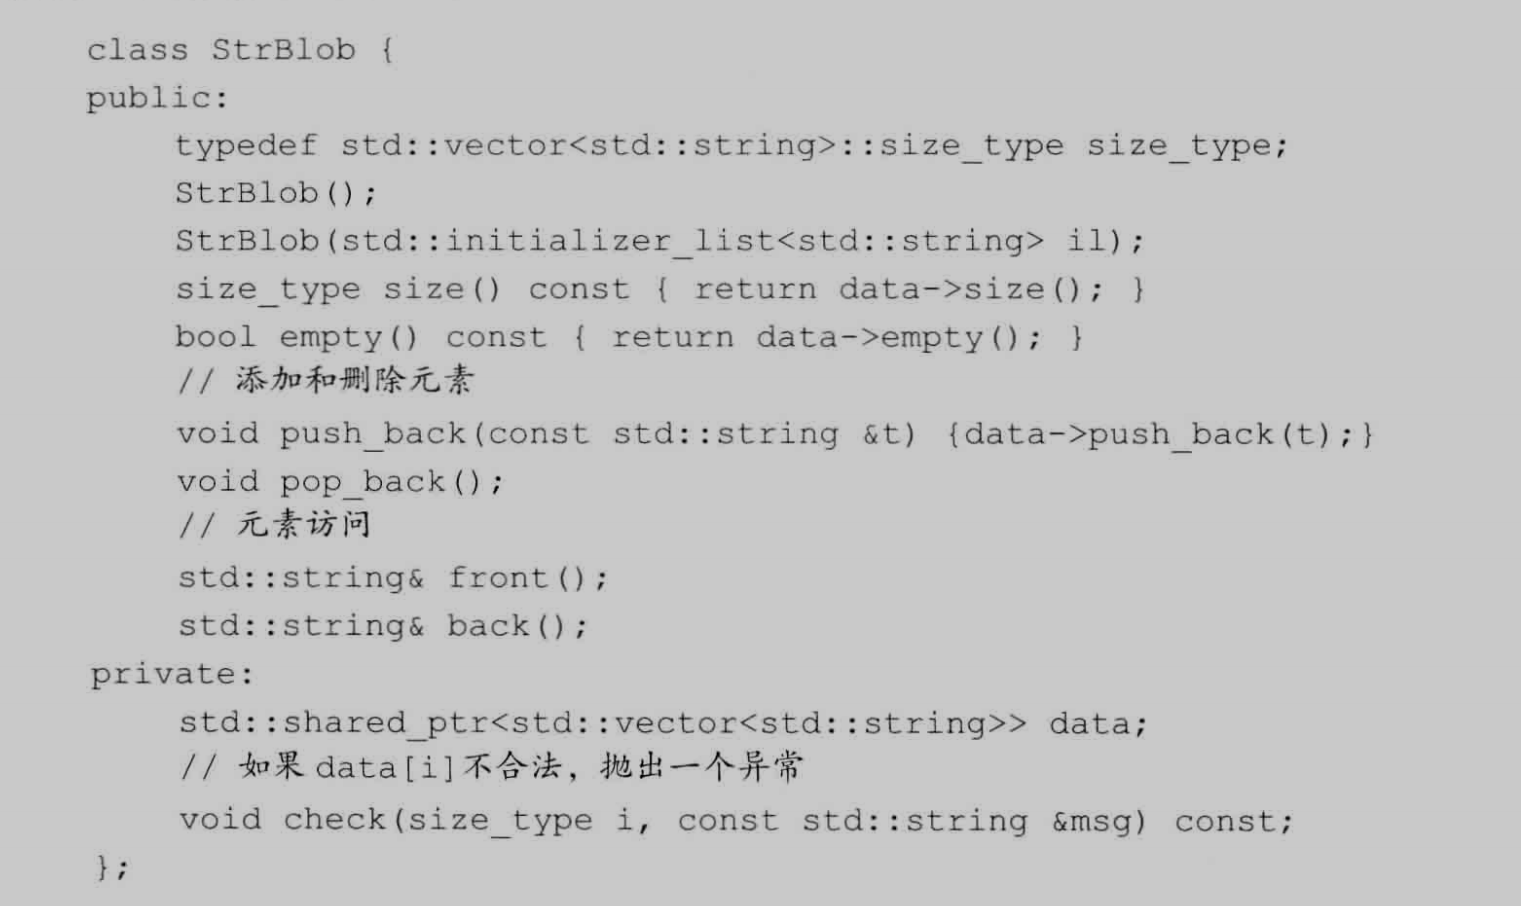 class StrBlob {
public:
    typedef std::vector<std::string>::size_type size_type;
    StrBlob();
    StrBlob(std::initializer_list<std::string> il);
    size_type size() const { return data->size(); }
    bool empty() const { return data->empty(); }
    // 添加和删除元素
    void push_back(const std::string &t) {data->push_back(t);}
    void pop_back();
    // 元素访问
    std::string& front();
    std::string& back();
private:
    std::shared_ptr<std::vector<std::string>> data;
    // 如果 data[i]不合法，抛出一个异常
    void check(size_type i, const std::string &msg) const;
};